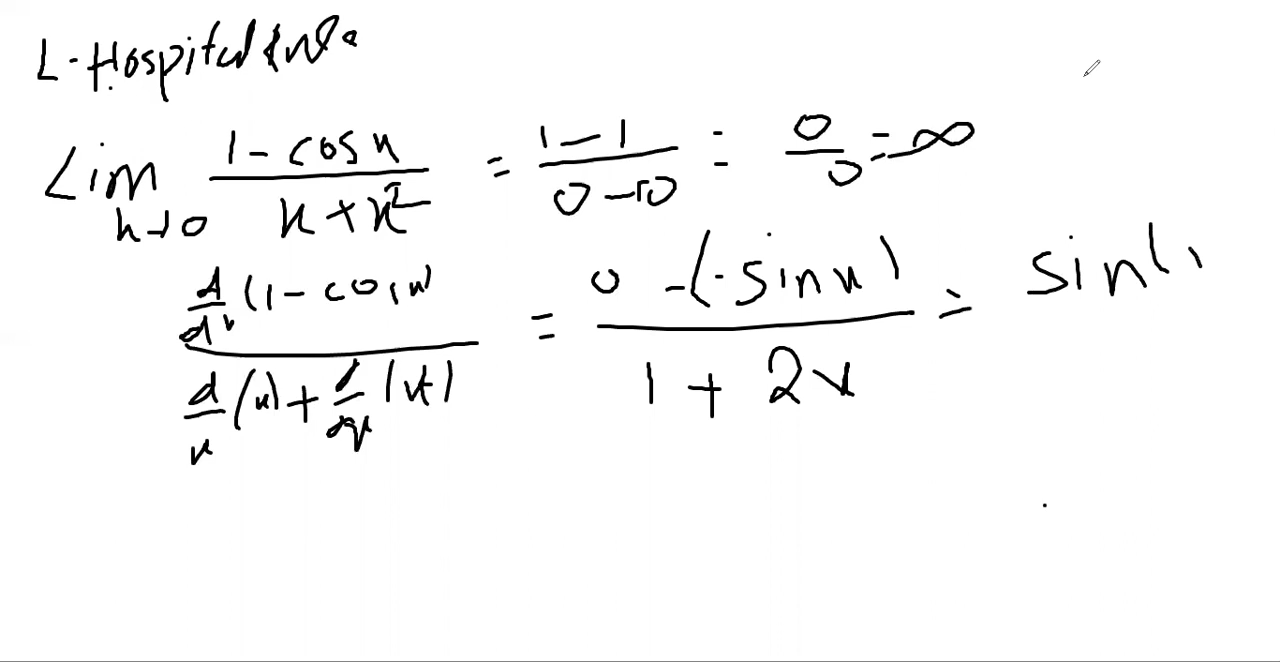 L-Hospital
Lim x→0 (1 - cos x)/(x + x²) = (1 - 1)/(0 - 0) = 0/0 = ∞
(d/dx (1 - cos x))/(d/x (x) + d/dx (x²)) = (0 - (-sin x))/(1 + 2x) = sin(